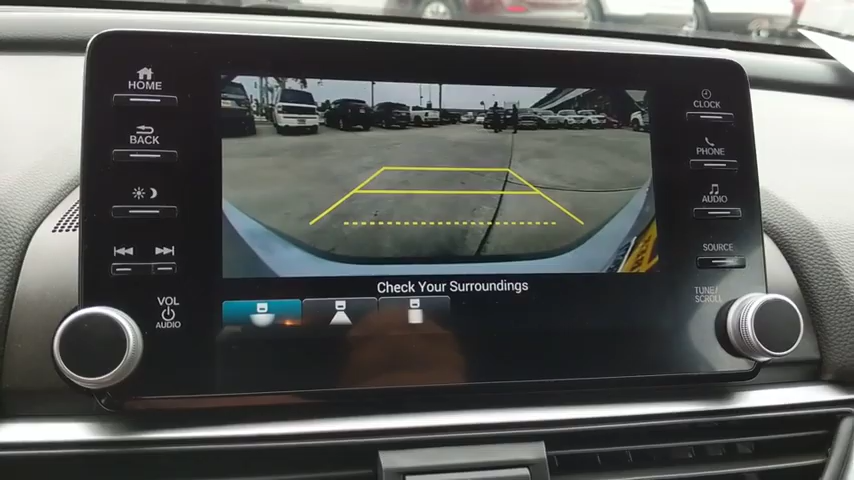 HOME
BACK
VOL
AUDIO
Check Your Surroundings
CLOCK
PHONE
AUDIO
SOURCE
TUNE/
SCROLL